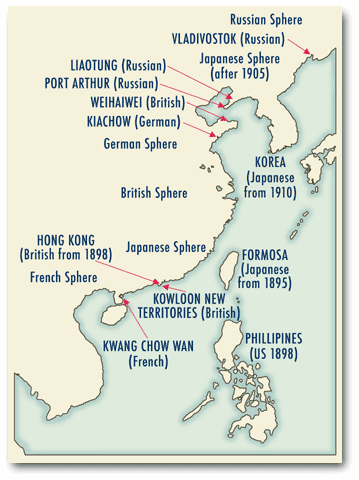 Russian Sphere
VLADIVOSTOK (Russian)
LIAOTUNG (Russian)
Japanese Sphere
(after 1905)
PORT ARTHUR (Russian)
WEIHAIWEI (British)
KIACHOW (German)
German Sphere
KOREA
(Japanese
from 1910)
British Sphere
HONG KONG
(British from 1898)
Japanese Sphere
FORMOSA
(Japanese
from 1895)
French Sphere
KOWLOON NEW
TERRITORIES (British)
KWANG CHOW WAN
(French)
PHILLIPINES
(US 1898)